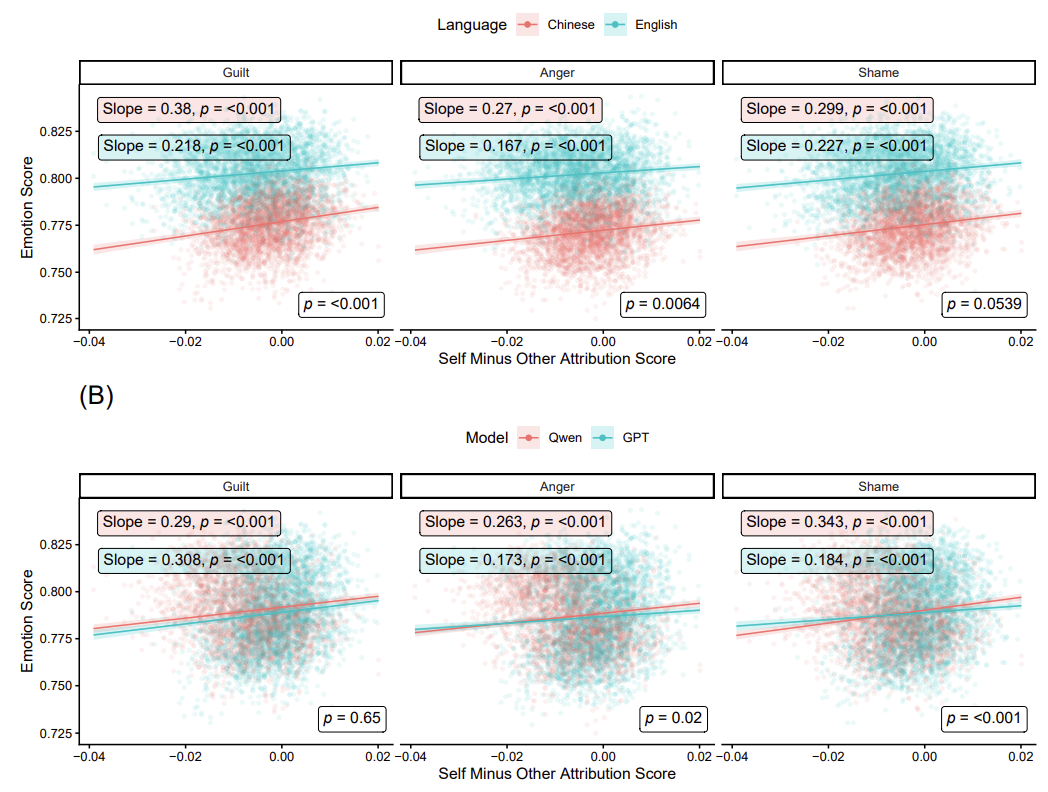 Language Chinese English
Guilt Anger Shame
Slope = 0.38, p = <0.001 Slope = 0.27, p = <0.001 Slope = 0.299, p = <0.001
Slope = 0.218, p = <0.001 Slope = 0.167, p = <0.001 Slope = 0.227, p = <0.001
p = <0.001 p = 0.0064 p = 0.0539
Emotion Score
0.825
0.800
0.775
0.750
0.725
−0.04 −0.02 0.00 0.02 −0.04 −0.02 0.00 0.02 −0.04 −0.02 0.00 0.02
Self Minus Other Attribution Score
(B)
Model Qwen GPT
Guilt Anger Shame
Slope = 0.29, p = <0.001 Slope = 0.263, p = <0.001 Slope = 0.343, p = <0.001
Slope = 0.308, p = <0.001 Slope = 0.173, p = <0.001 Slope = 0.184, p = <0.001
p = 0.65 p = 0.02 p = <0.001
Emotion Score
0.825
0.800
0.775
0.750
0.725
−0.04 −0.02 0.00 0.02 −0.04 −0.02 0.00 0.02 −0.04 −0.02 0.00 0.02
Self Minus Other Attribution Score